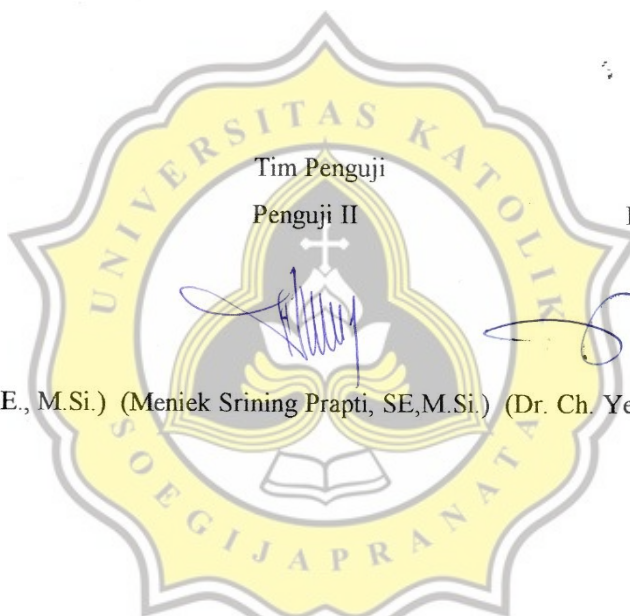 UNIVERSITAS KATOLIK
Tim Penguji
Penguji II
E., M.Si.) (Meniek Srining Prapti, SE,M.Si.) (Dr. Ch. Ye
SOEGIJAPRANATA